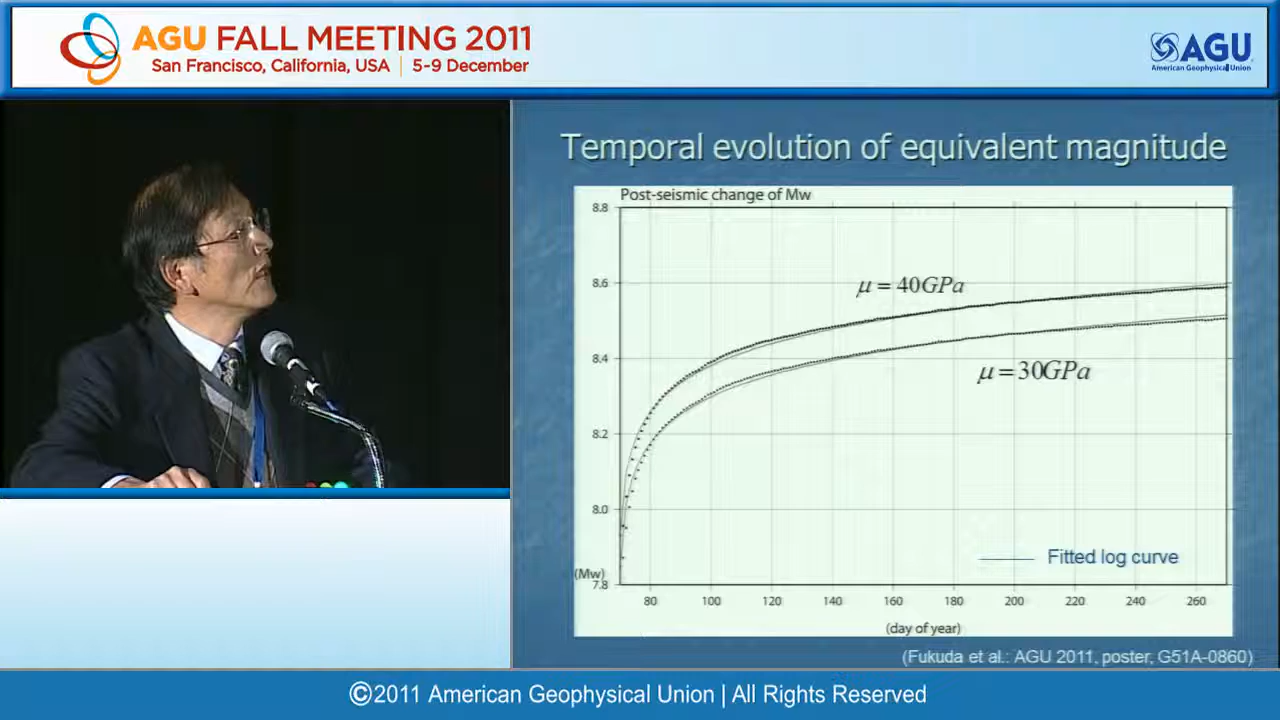 AGU FALL MEETING 2011
San Francisco, California, USA | 5-9 December
AGU
American Geophysical Union
Temporal evolution of equivalent magnitude
Post-seismic change of Mw
8.8
8.6
8.4
8.2
8.0
(Mw)
7.8
μ = 40GPa
μ = 30GPa
Fitted log curve
80 100 120 140 160 180 200 220 240 260
(day of year)
(Fukuda et al.: AGU 2011, poster, G51A-0860)
©2011 American Geophysical Union | All Rights Reserved